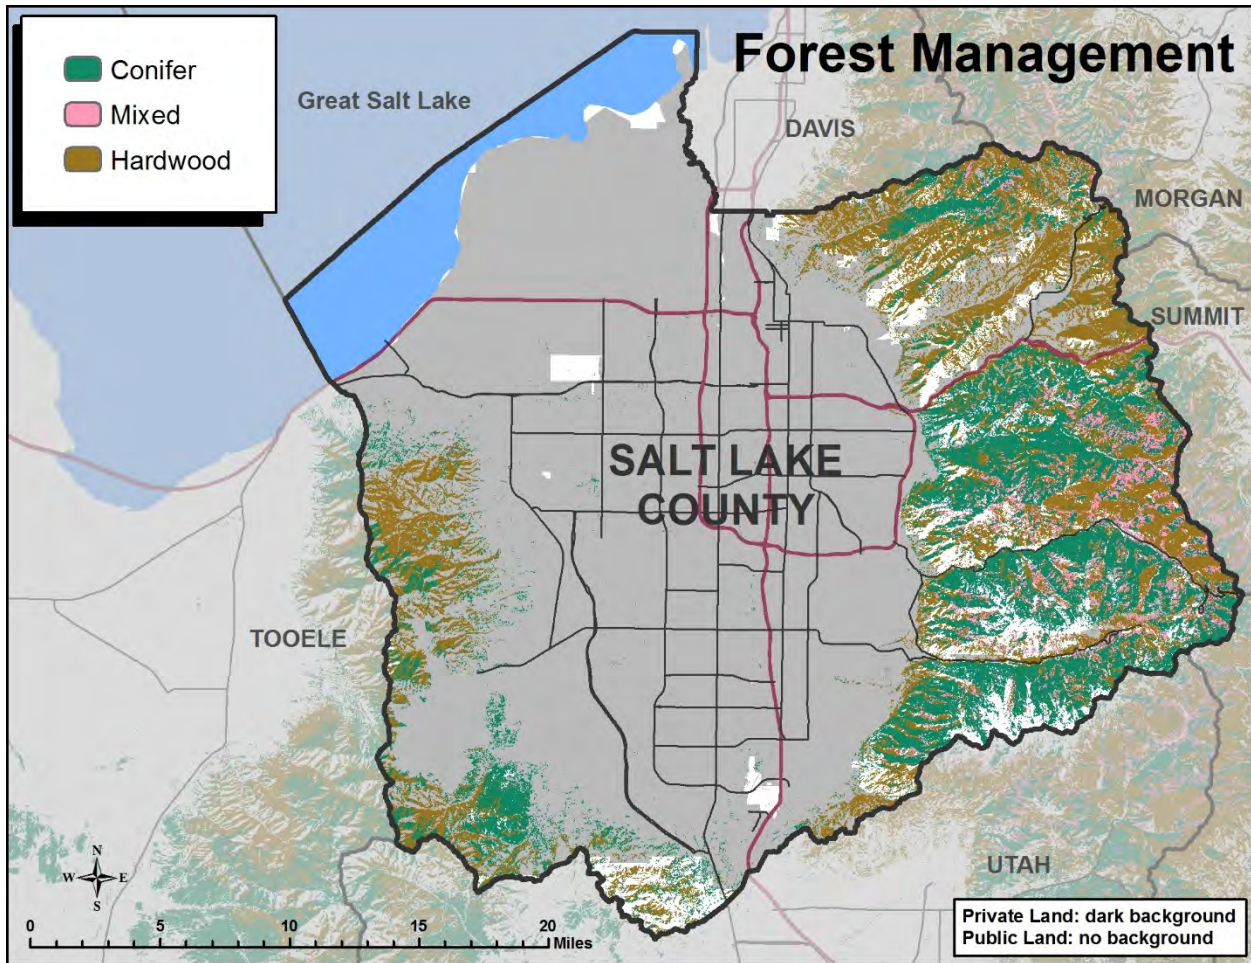 Forest Management
Conifer
Mixed
Hardwood
Great Salt Lake
DAVIS
MORGAN
SUMMIT
SALT LAKE
COUNTY
TOOELE
UTAH
N
W E
S
0 5 10 15 20
Miles
Private Land: dark background
Public Land: no background